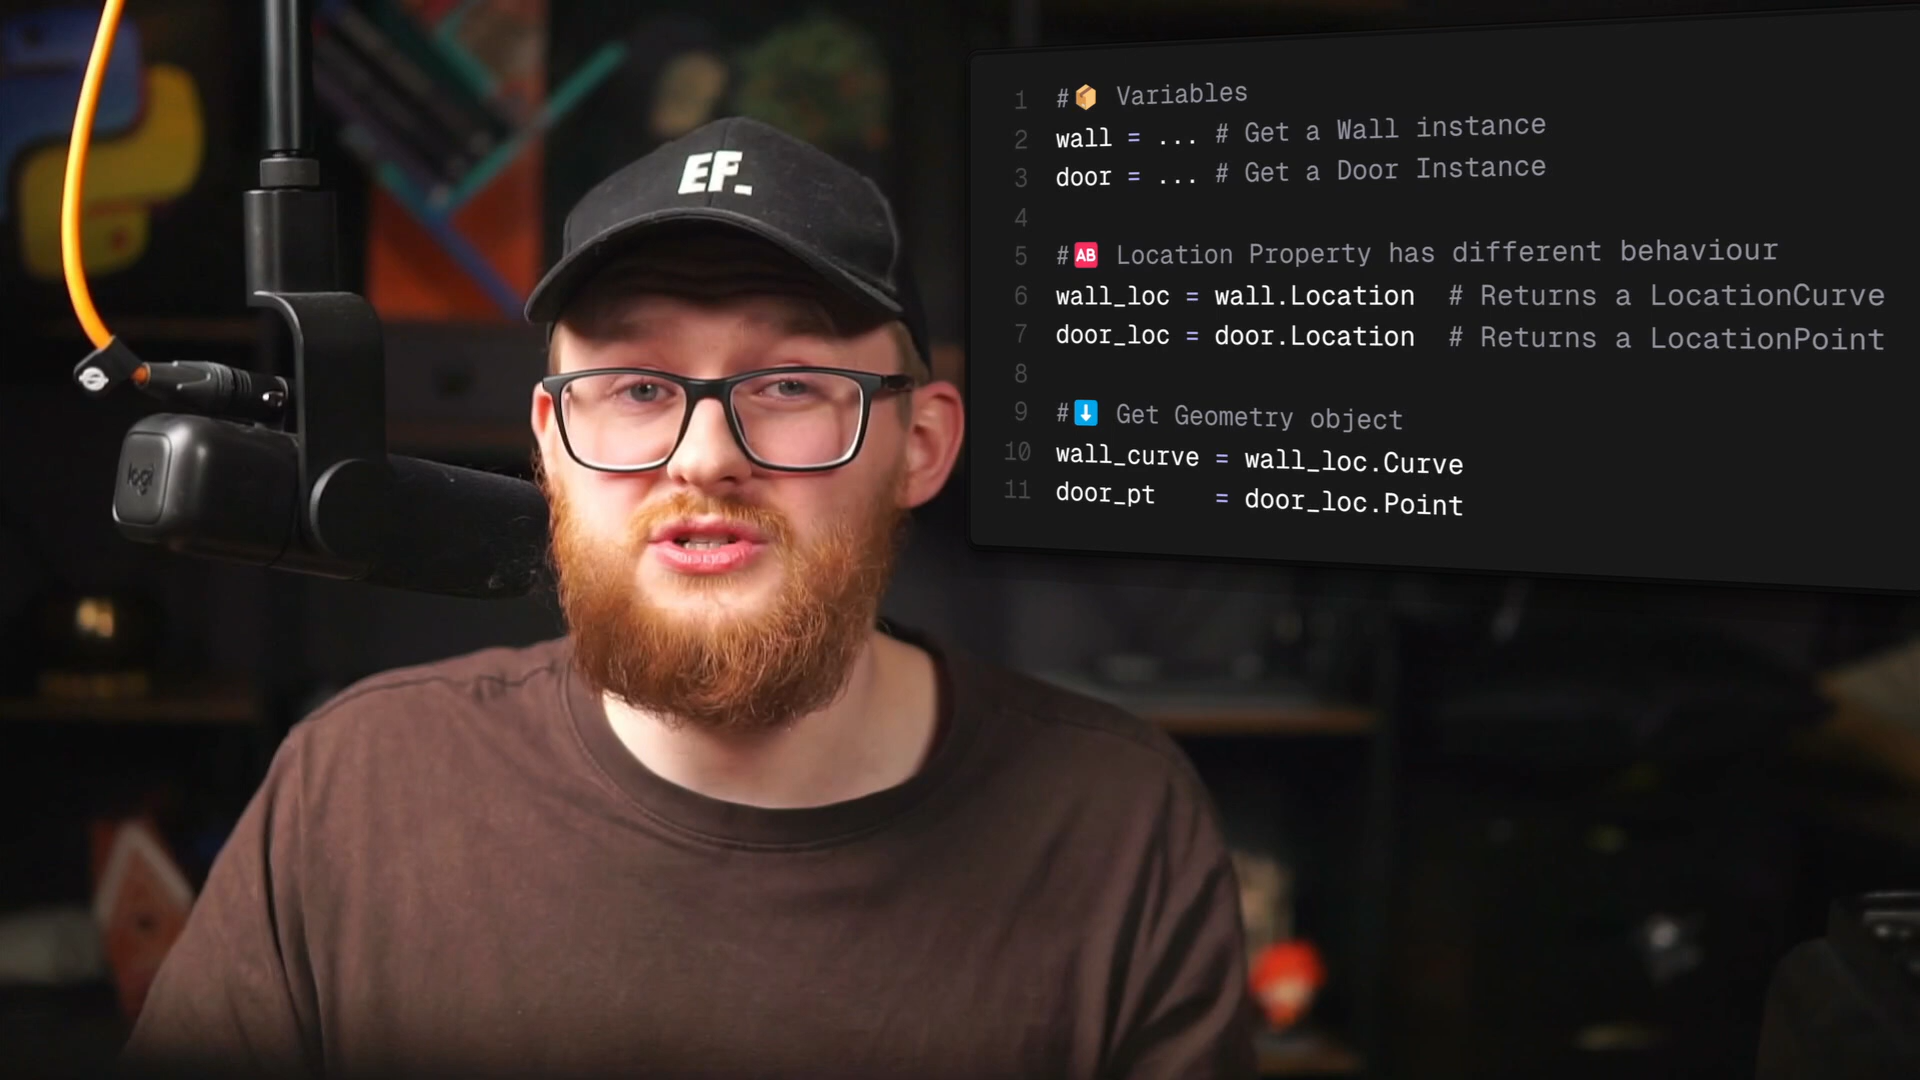 EF_
logi
1 #📦 Variables
2 wall = ... # Get a Wall instance
3 door = ... # Get a Door Instance
4
5 #🆎 Location Property has different behaviour
6 wall_loc = wall.Location # Returns a LocationCurve
7 door_loc = door.Location # Returns a LocationPoint
8
9 #⬇️ Get Geometry object
10 wall_curve = wall_loc.Curve
11 door_pt = door_loc.Point